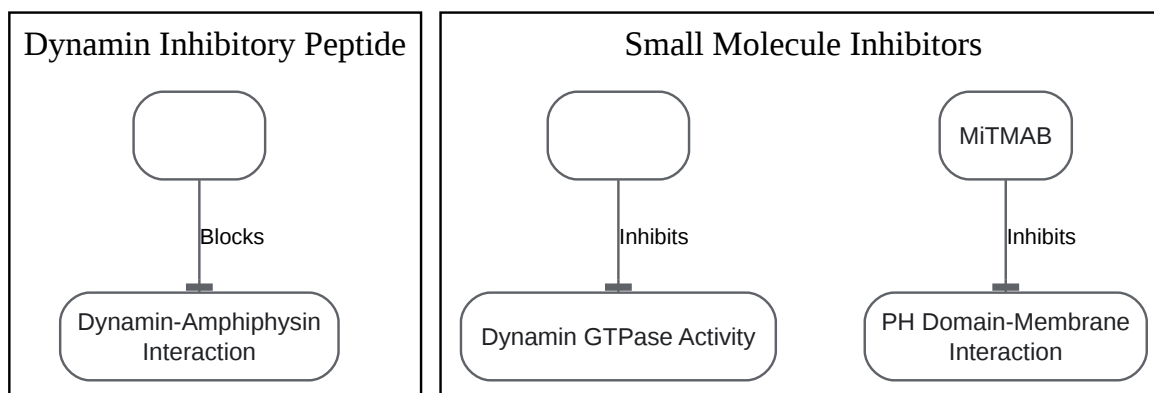 Dynamin Inhibitory Peptide
Blocks
Dynamin-Amphiphysin
Interaction
Small Molecule Inhibitors
MiTMAB
Inhibits
Inhibits
Dynamin GTPase Activity
PH Domain-Membrane
Interaction